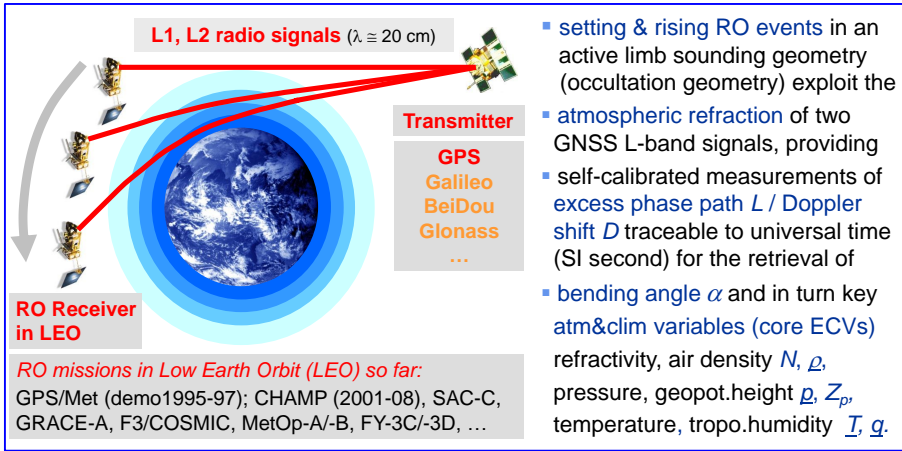 L1, L2 radio signals (λ ≅ 20 cm)
Transmitter
GPS
Galileo
BeiDou
Glonass
…
RO Receiver
in LEO
RO missions in Low Earth Orbit (LEO) so far:
GPS/Met (demo1995-97); CHAMP (2001-08), SAC-C,
GRACE-A, F3/COSMIC, MetOp-A/-B, FY-3C/-3D, …
▪ setting & rising RO events in an
active limb sounding geometry
(occultation geometry) exploit the
▪ atmospheric refraction of two
GNSS L-band signals, providing
▪ self-calibrated measurements of
excess phase path L / Doppler
shift D traceable to universal time
(SI second) for the retrieval of
▪ bending angle α and in turn key
atm&clim variables (core ECVs)
refractivity, air density N, ρ,
pressure, geopot.height p, Zp,
temperature, tropo.humidity T, q.